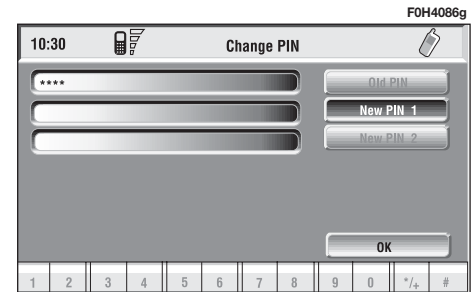 F0H4086g
10:30 Change PIN
**** Old PIN
New PIN 1
New PIN 2
OK
1 2 3 4 5 6 7 8 9 0 */+ #